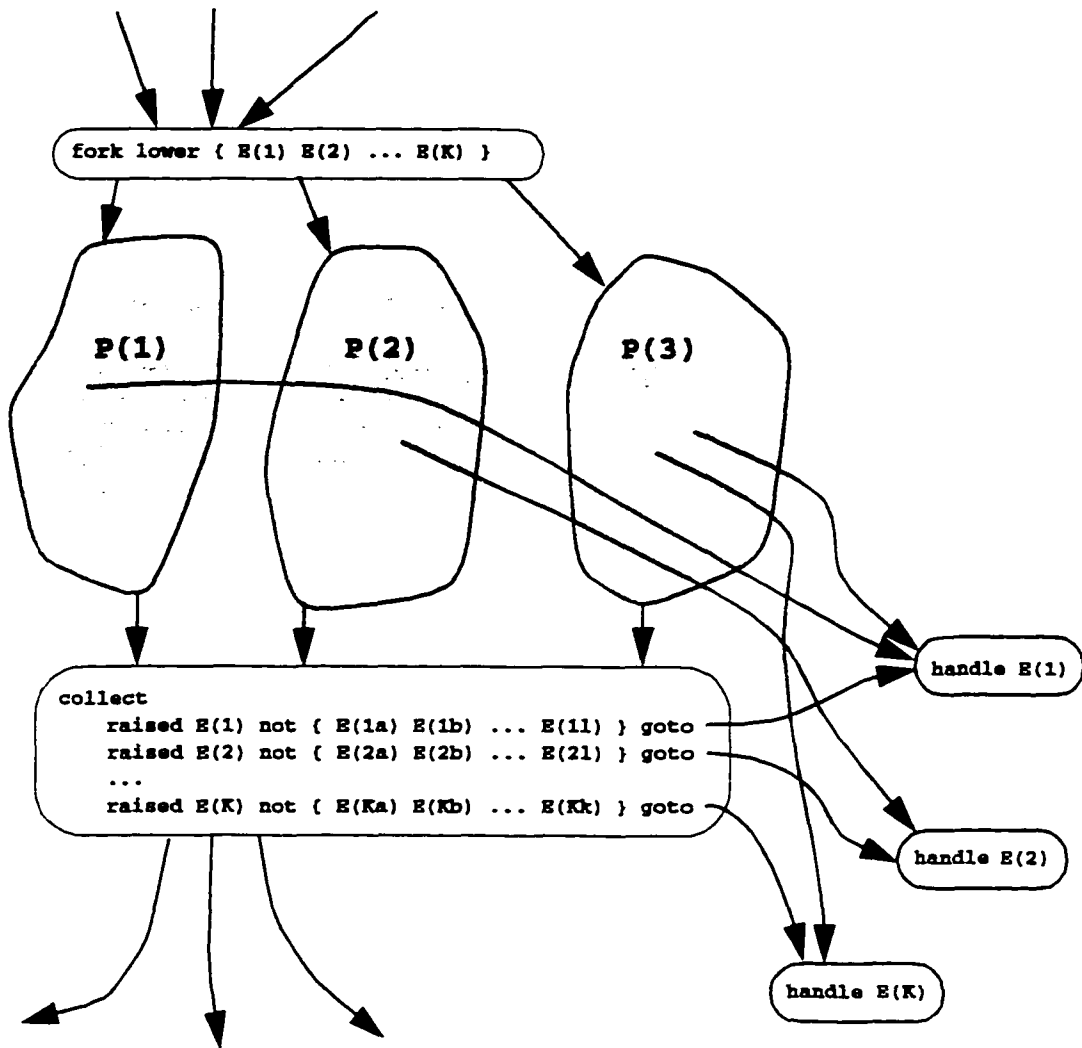 fork lower { E(1) E(2) ... E(K) }
P(1)
P(2)
P(3)
handle E(1)
collect
raised E(1) not { E(1a) E(1b) ... E(1l) } goto
raised E(2) not { E(2a) E(2b) ... E(2l) } goto
...
raised E(K) not { E(Ka) E(Kb) ... E(Kk) } goto
handle E(2)
handle E(K)